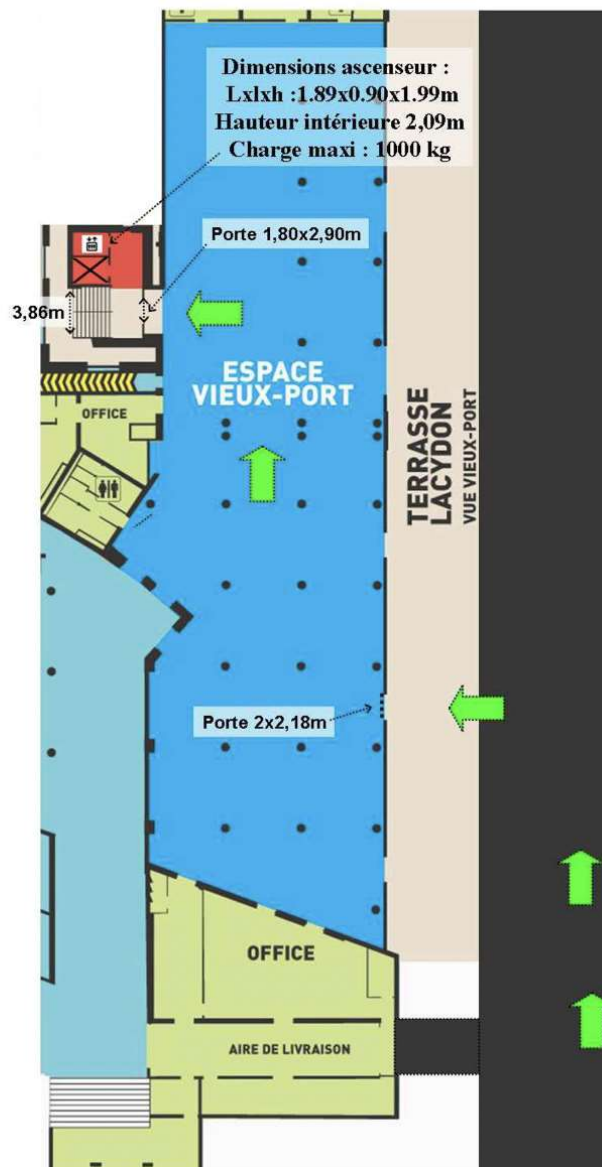 Dimensions ascenseur :
Lxlxh :1.89x0.90x1.99m
Hauteur intérieure 2,09m
Charge maxi : 1000 kg
Porte 1,80x2,90m
3,86m
ESPACE
VIEUX-PORT
OFFICE
TERRASSE
LACYDON
VUE VIEUX-PORT
Porte 2x2,18m
OFFICE
AIRE DE LIVRAISON